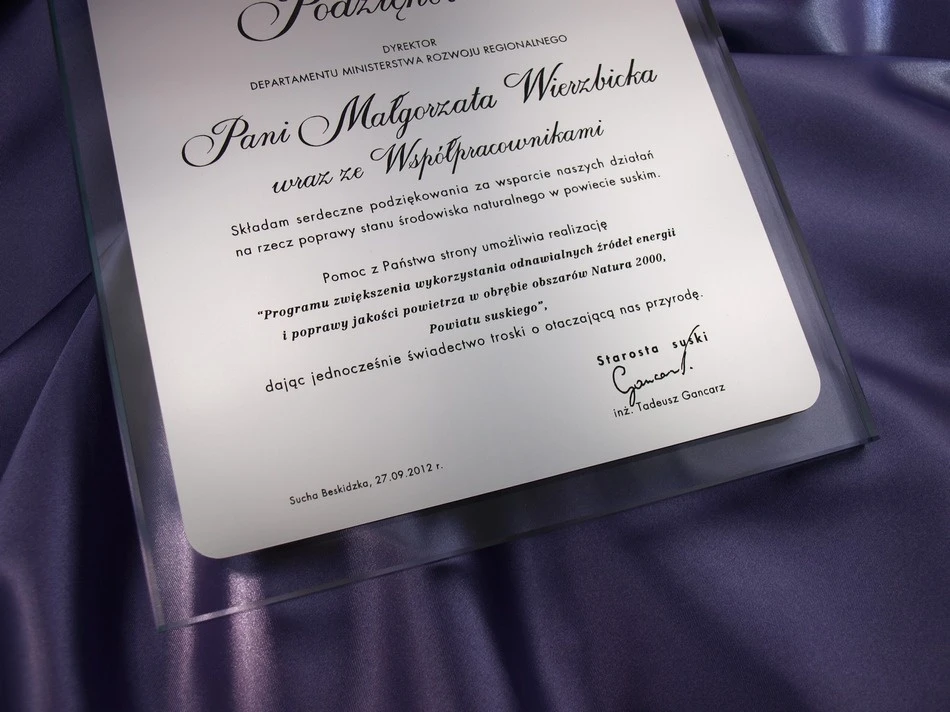 DYREKTOR
DEPARTAMENTU MINISTERSTWA ROZWOJU REGIONALNEGO
Pani Małgorzata Wierzbicka
wraz ze Współpracownikami
Składam serdeczne podziękowania za wsparcie naszych działań
na rzecz poprawy stanu środowiska naturalnego w powiecie suskim.
Pomoc z Państwa strony umożliwia realizację
“Programu zwiększenia wykorzystania odnawialnych źródeł energii
i poprawy jakości powietrza w obrębie obszarów Natura 2000,
Powiatu suskiego”,
dając jednocześnie świadectwo troski o otaczającą nas przyrodę.
Starosta suski
Gancarz T.
inż. Tadeusz Gancarz
Sucha Beskidzka, 27.09.2012 r.